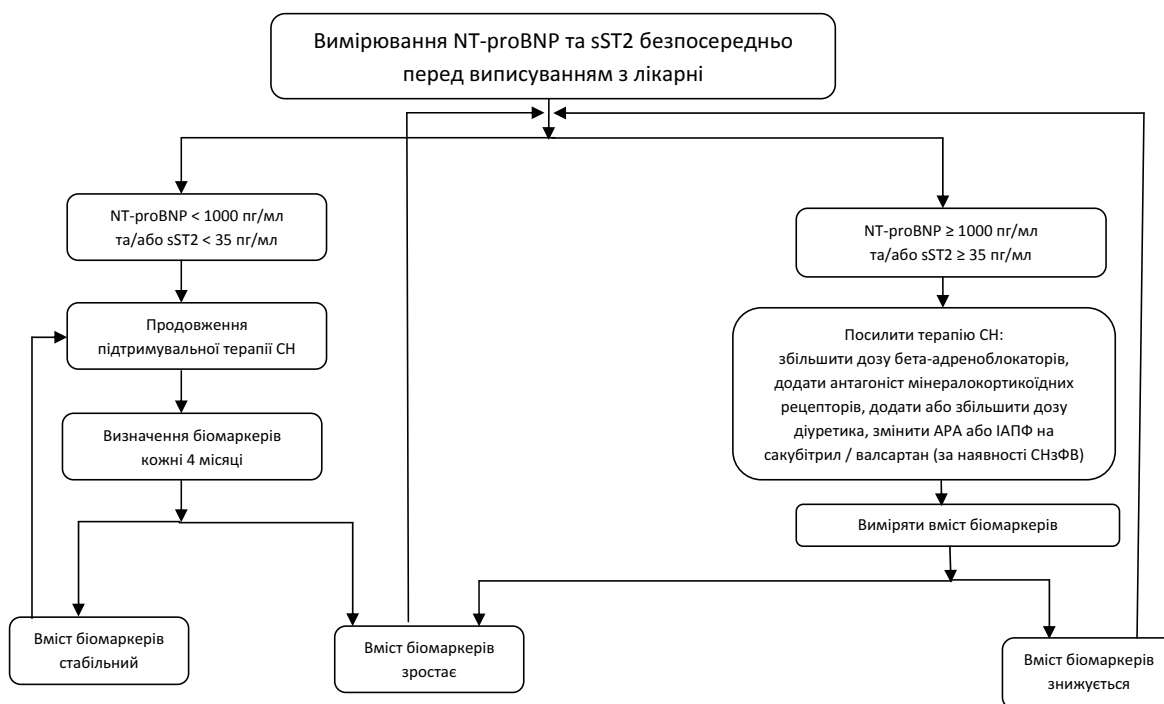 Вимірювання NT-proBNP та sST2 безпосередньо
перед виписуванням з лікарні
NT-proBNP < 1000 пг/мл
та/або sST2 < 35 пг/мл
NT-proBNP ≥ 1000 пг/мл
та/або sST2 ≥ 35 пг/мл
Продовження
підтримувальної терапії СН
Посилити терапію СН:
збільшити дозу бета-адреноблокаторів,
додати антагоніст мінералокортикоїдних
рецепторів, додати або збільшити дозу
діуретика, змінити АРА або ІАПФ на
сакубітрил / валсартан (за наявності СНзФВ)
Визначення біомаркерів
кожні 4 місяці
Виміряти вміст біомаркерів
Вміст біомаркерів
стабільний
Вміст біомаркерів
зростає
Вміст біомаркерів
знижується